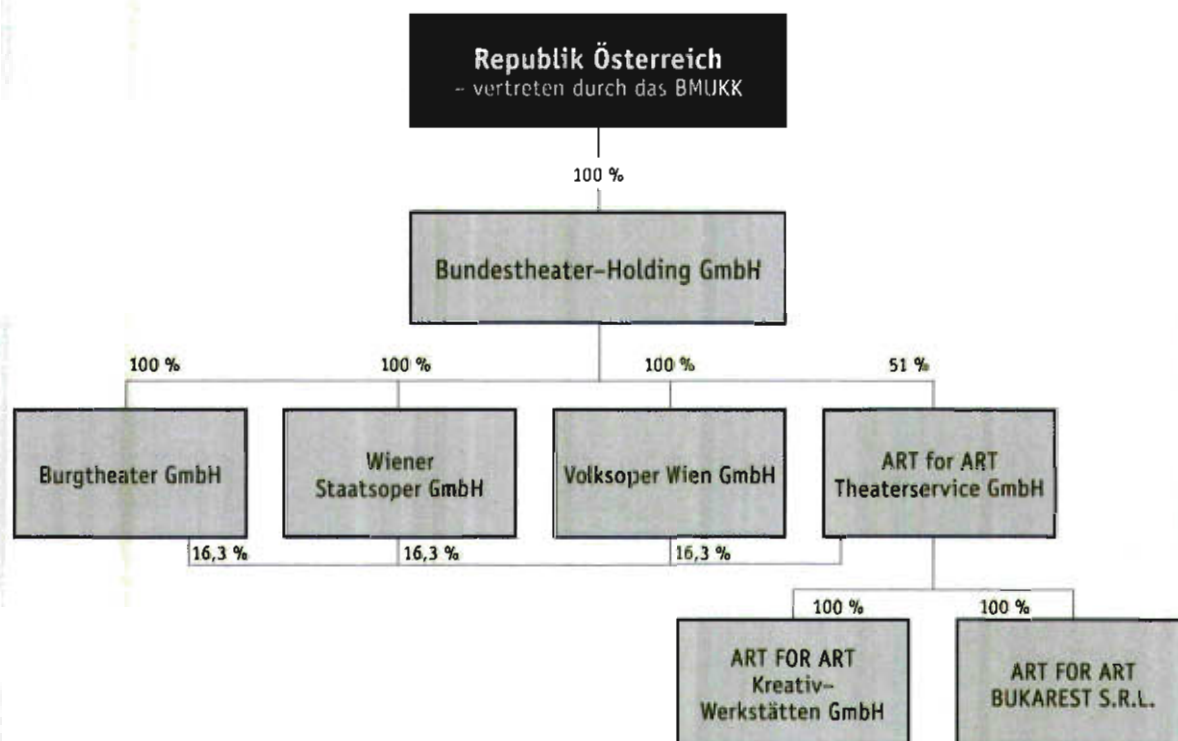 Republik Österreich
– vertreten durch das BMUKK
100 %
Bundestheater–Holding GmbH
100 %
100 %
100 %
51 %
Burgtheater GmbH
Wiener
Staatsoper GmbH
Volksoper Wien GmbH
ART for ART
Theaterservice GmbH
16,3 %
16,3 %
16,3 %
100 %
100 %
ART FOR ART
Kreativ–
Werkstätten GmbH
ART FOR ART
BUKAREST S.R.L.